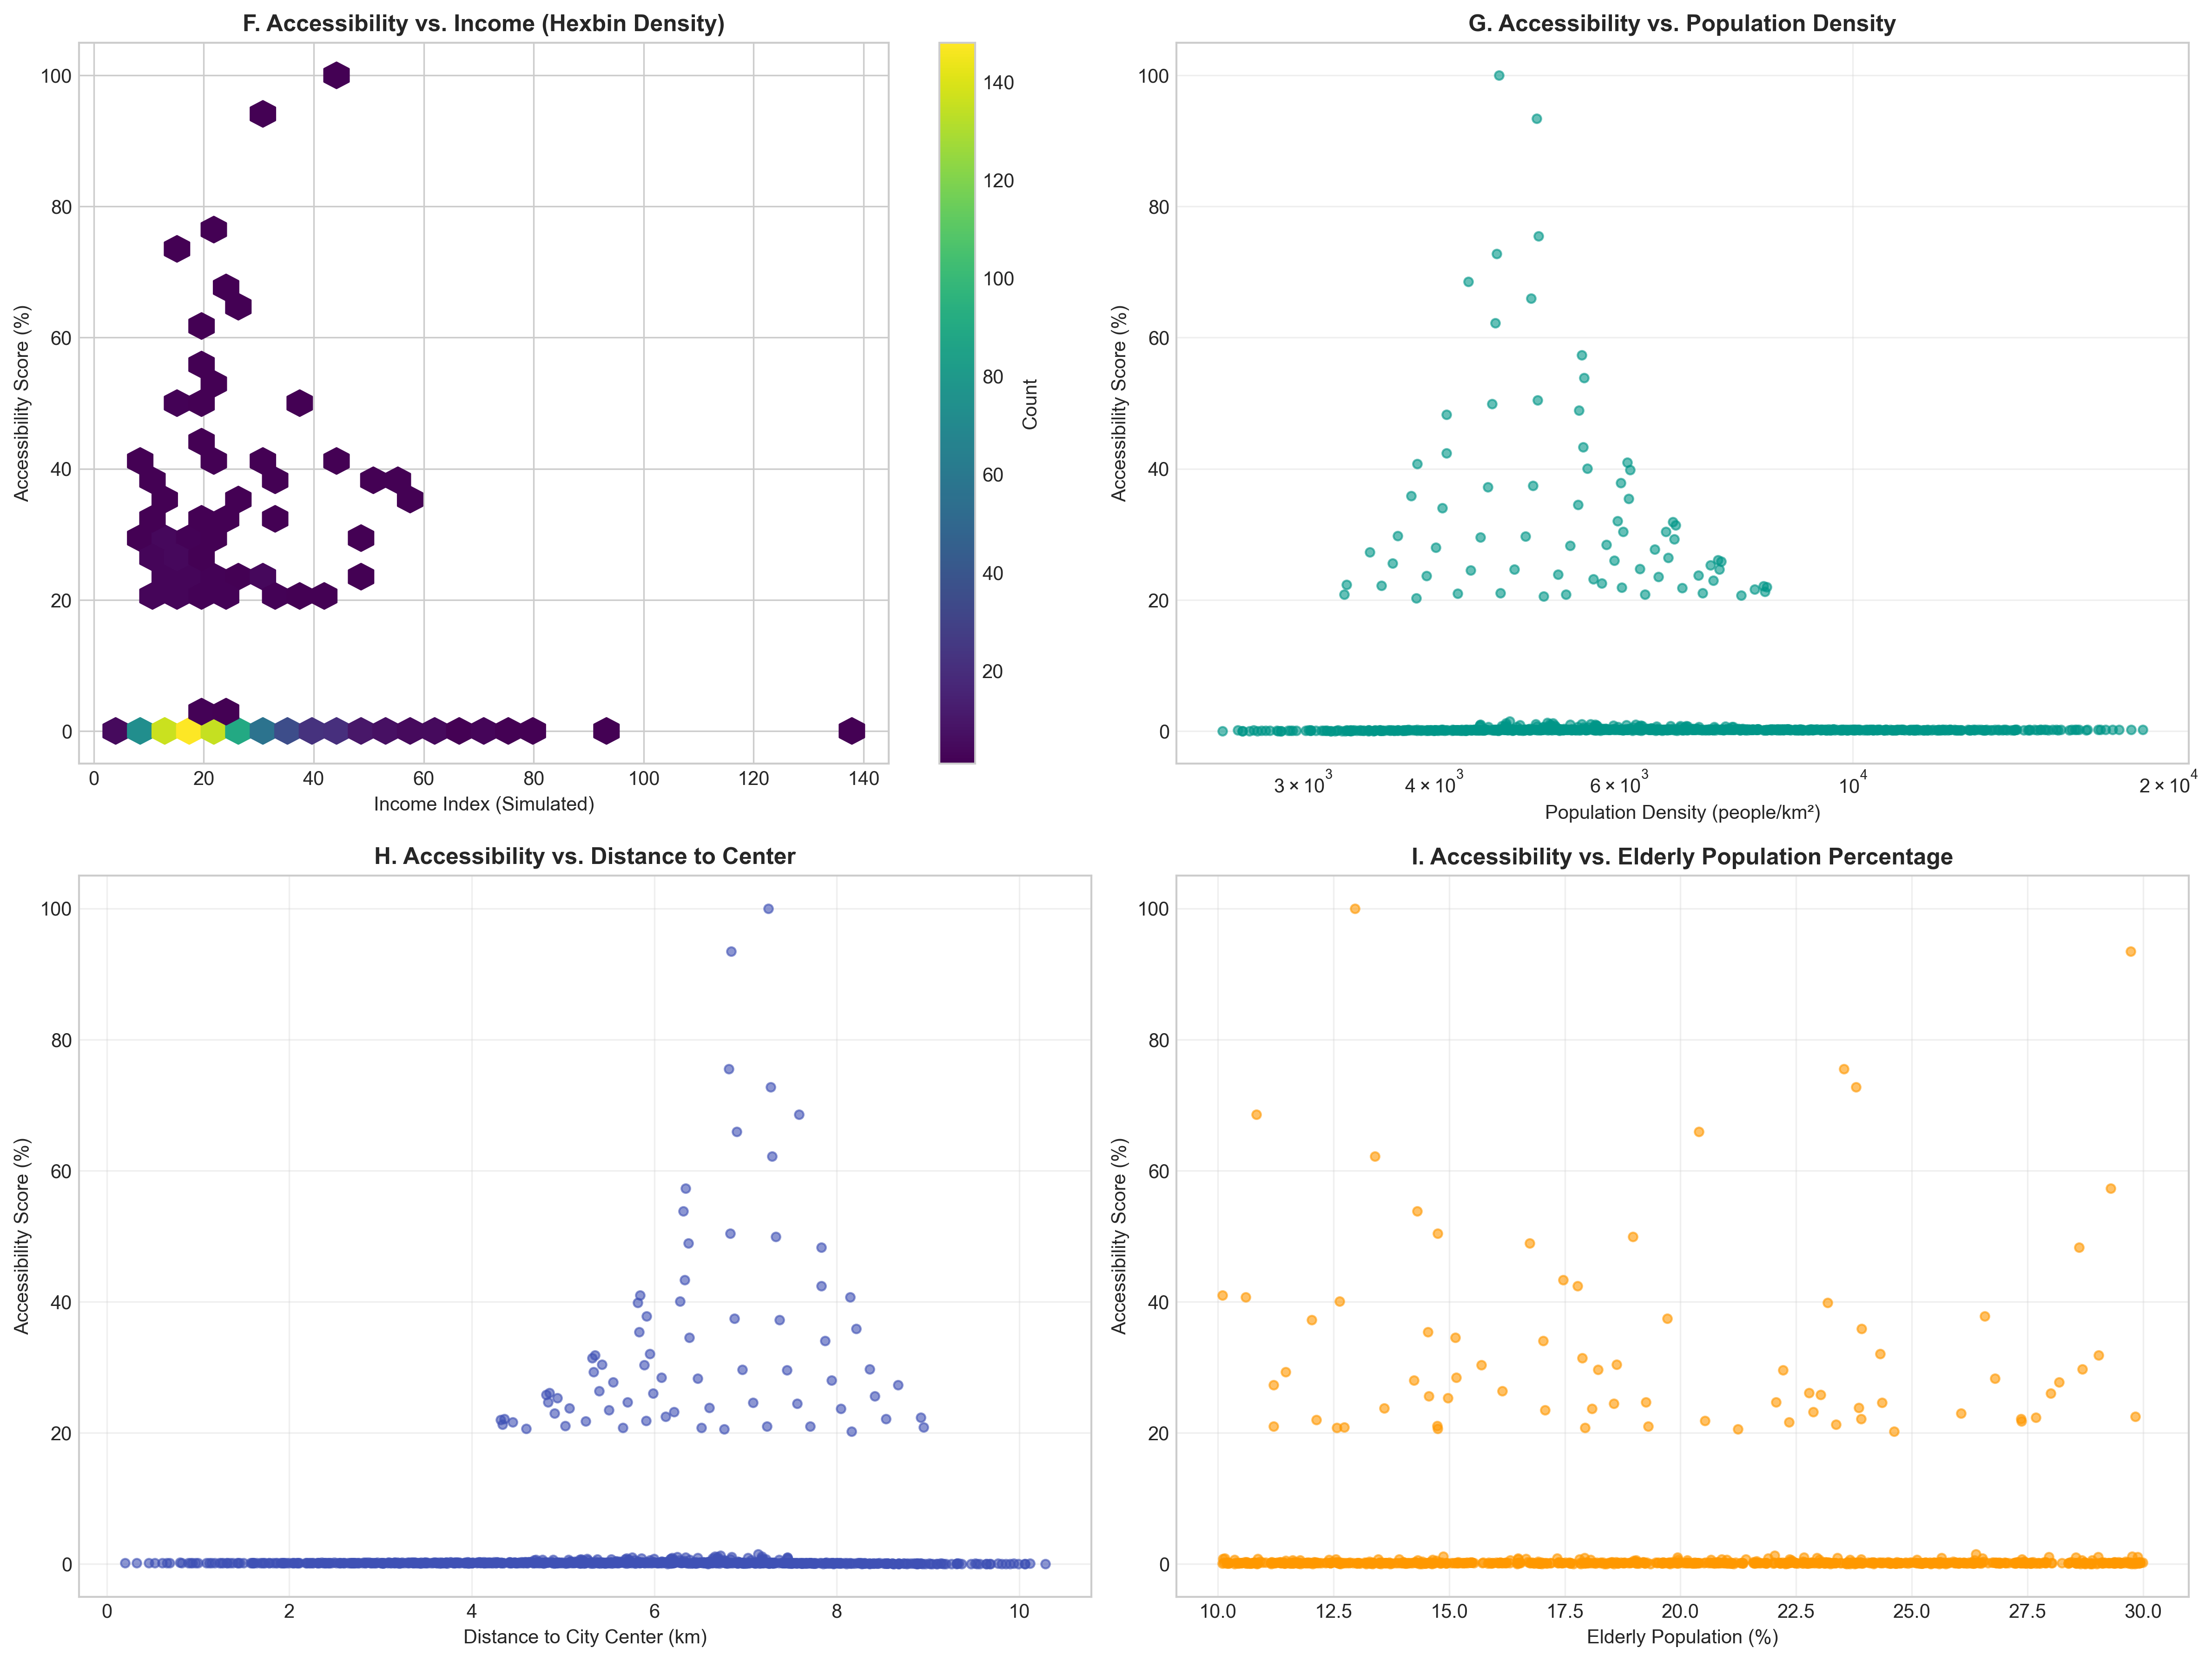 F. Accessibility vs. Income (Hexbin Density)
Accessibility Score (%)
100
80
60
40
20
0
0 20 40 60 80 100 120 140
Income Index (Simulated)
140
120
100
80
60
40
20
Count
G. Accessibility vs. Population Density
Accessibility Score (%)
100
80
60
40
20
0
3 × 10³ 4 × 10³ 6 × 10³ 10⁴ 2 × 10⁴
Population Density (people/km²)
H. Accessibility vs. Distance to Center
Accessibility Score (%)
100
80
60
40
20
0
0 2 4 6 8 10
Distance to City Center (km)
I. Accessibility vs. Elderly Population Percentage
Accessibility Score (%)
100
80
60
40
20
0
10.0 12.5 15.0 17.5 20.0 22.5 25.0 27.5 30.0
Elderly Population (%)